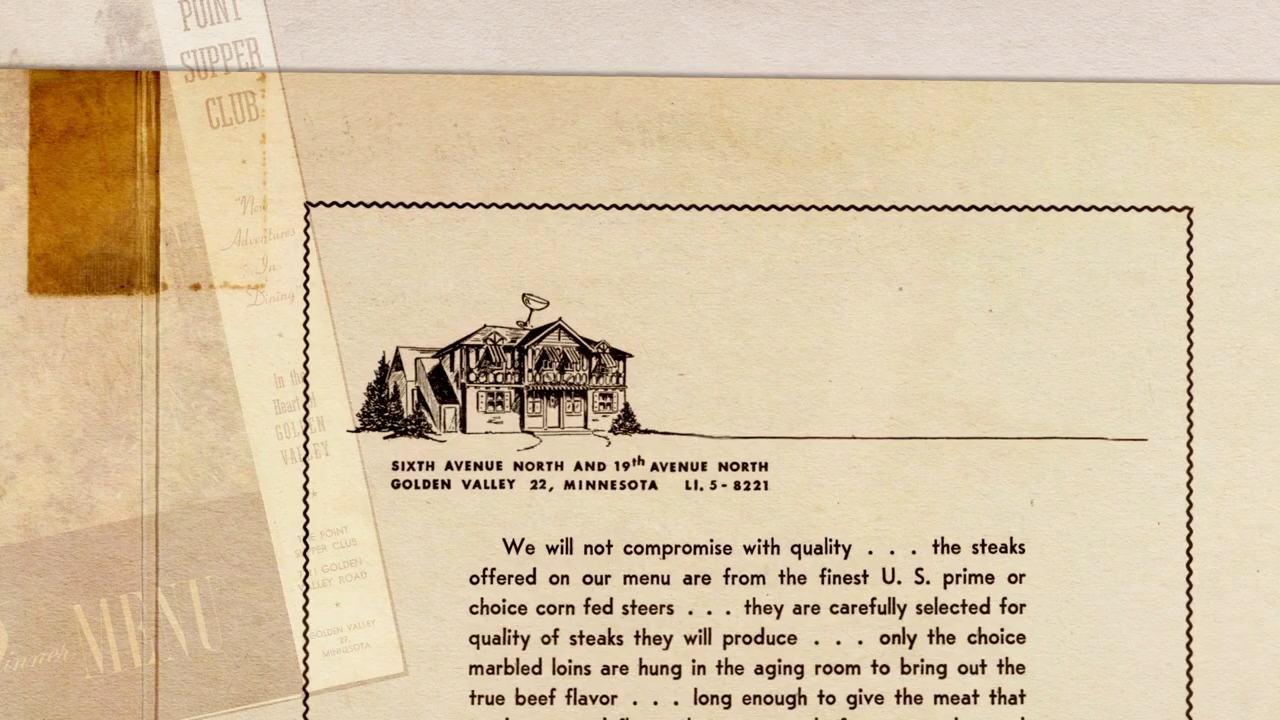 POINT
SUPPER
CLUB
"New
Adventures
In
Dining
In the
Heart of
GOLDEN
VALLEY
POINT
CLUB
GOLDEN
ROAD
GOLDEN VALLEY
22,
MINNESOTA
Dinner MENU
SIXTH AVENUE NORTH AND 19th AVENUE NORTH
GOLDEN VALLEY 22, MINNESOTA LI. 5-8221
We will not compromise with quality . . . the steaks
offered on our menu are from the finest U. S. prime or
choice corn fed steers . . . they are carefully selected for
quality of steaks they will produce . . . only the choice
marbled loins are hung in the aging room to bring out the
true beef flavor . . . long enough to give the meat that